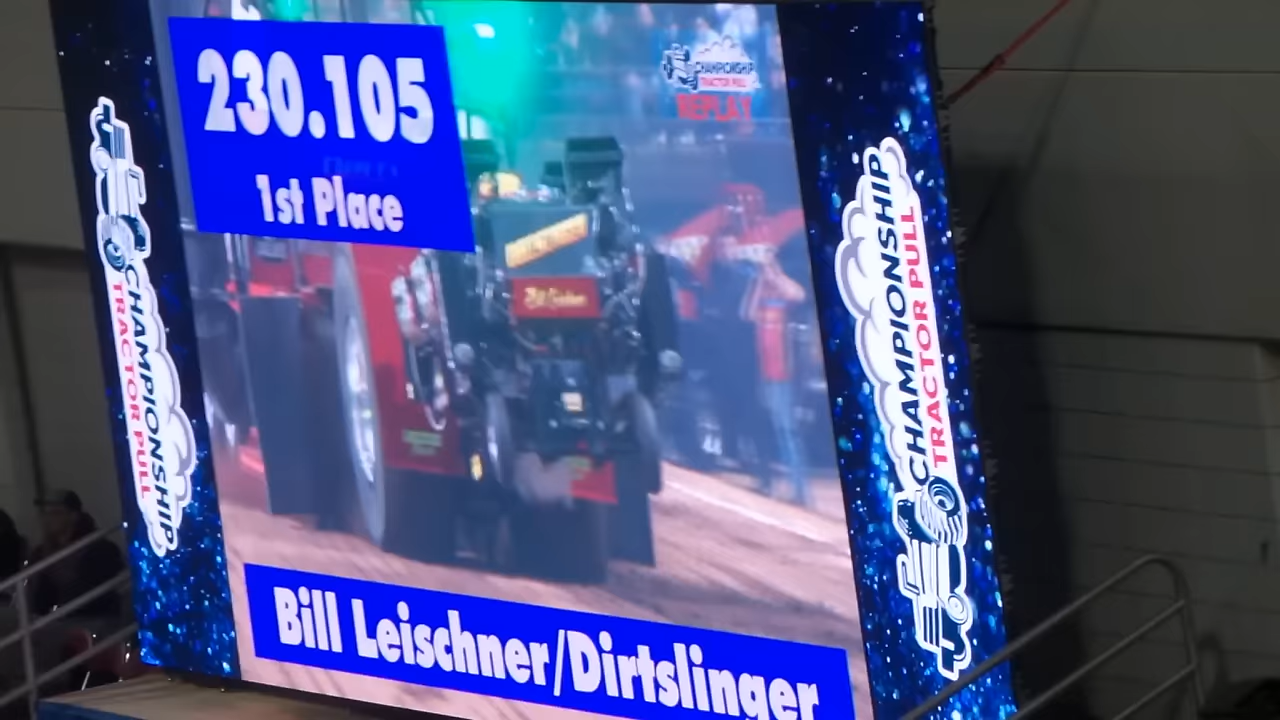 230.105
1st Place
CHAMPIONSHIP
TRACTOR PULL
REPLAY
CHAMPIONSHIP
TRACTOR PULL
CHAMPIONSHIP
TRACTOR PULL
Bill Leischner/Dirtslinger